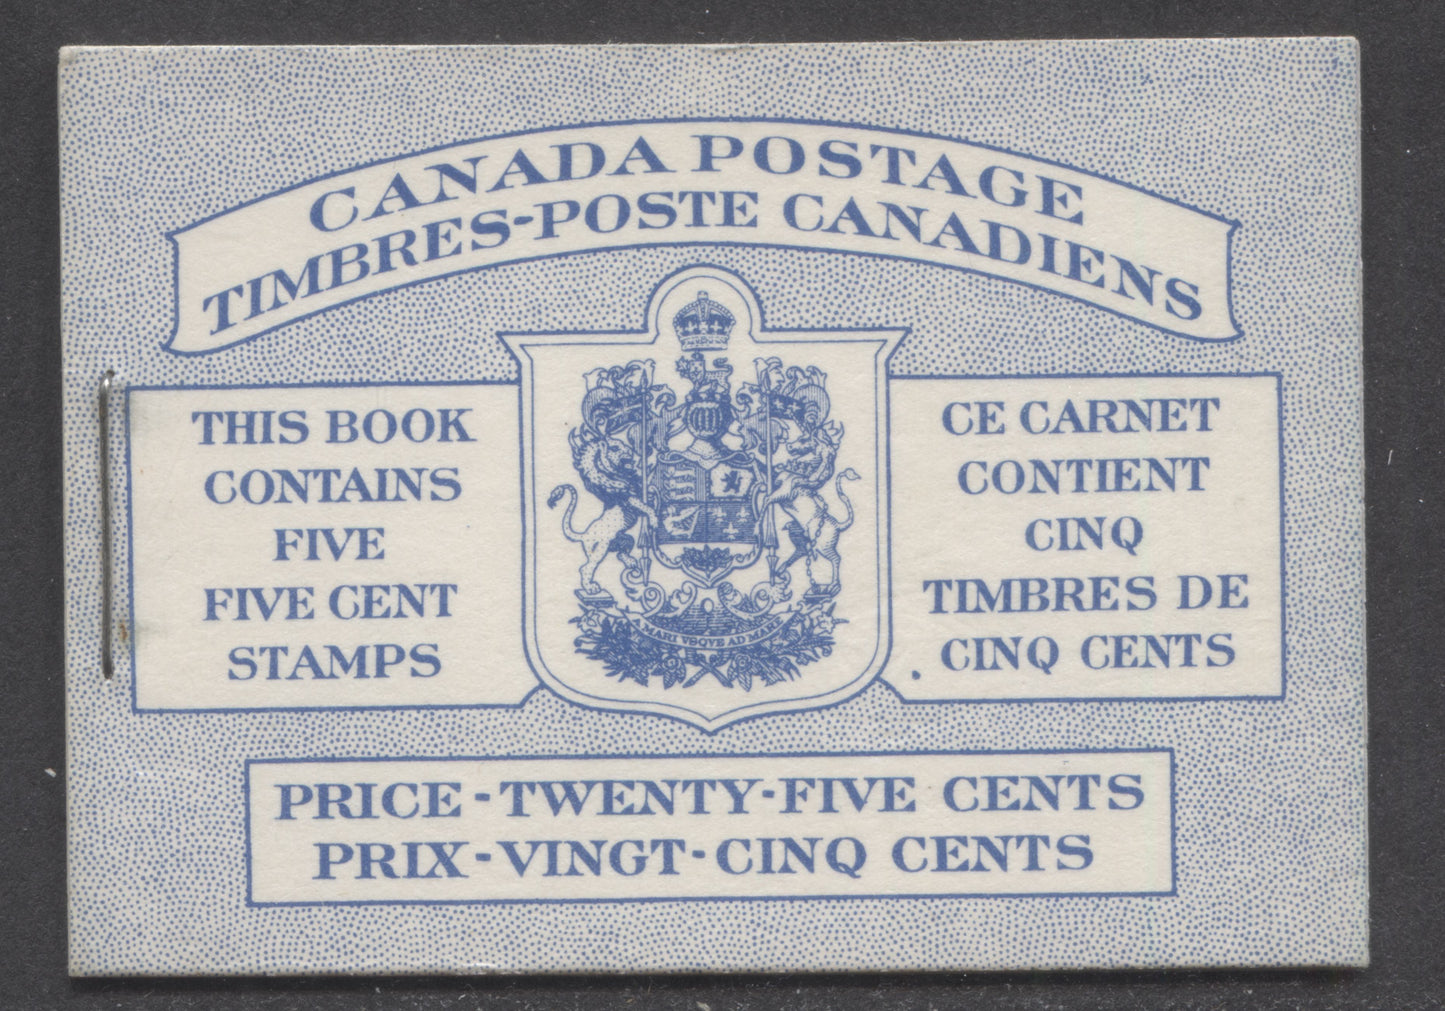 CANADA POSTAGE
TIMBRES-POSTE CANADIENS
THIS BOOK
CONTAINS
FIVE
FIVE CENT
STAMPS
A MARI VSQVE AD MARE
CE CARNET
CONTIENT
CINQ
TIMBRES DE
CINQ CENTS
PRICE-TWENTY-FIVE CENTS
PRIX-VINGT-CINQ CENTS